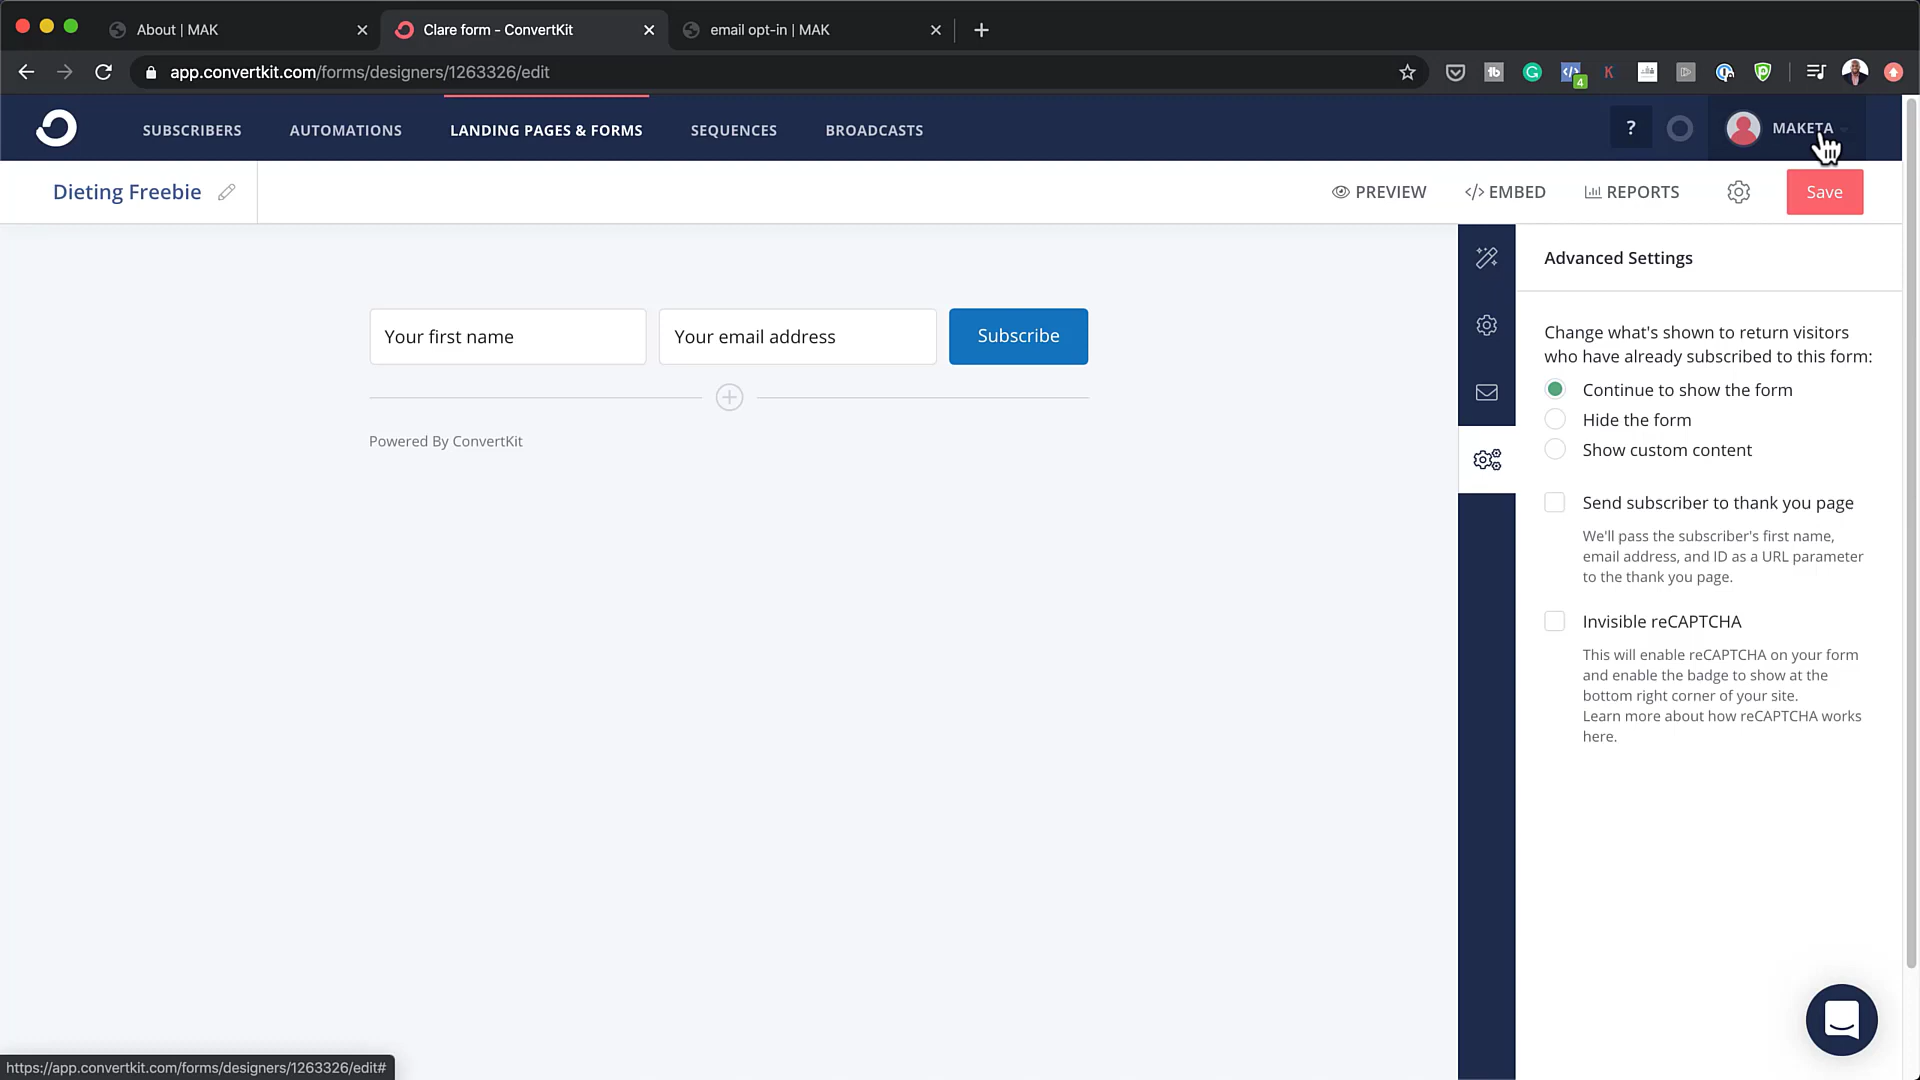 About | MAK
Clare form - ConvertKit
email opt-in | MAK
app.convertkit.com/forms/designers/1263326/edit
4
SUBSCRIBERS
AUTOMATIONS
LANDING PAGES & FORMS
SEQUENCES
BROADCASTS
?
MAKETA
Dieting Freebie
PREVIEW
</> EMBED
REPORTS
Save
Advanced Settings
Change what's shown to return visitors
who have already subscribed to this form:
Continue to show the form
Hide the form
Show custom content
Send subscriber to thank you page
We'll pass the subscriber's first name,
email address, and ID as a URL parameter
to the thank you page.
Invisible reCAPTCHA
This will enable reCAPTCHA on your form
and enable the badge to show at the
bottom right corner of your site.
Learn more about how reCAPTCHA works
here.
Your first name
Your email address
Subscribe
Powered By ConvertKit
https://app.convertkit.com/forms/designers/1263326/edit#